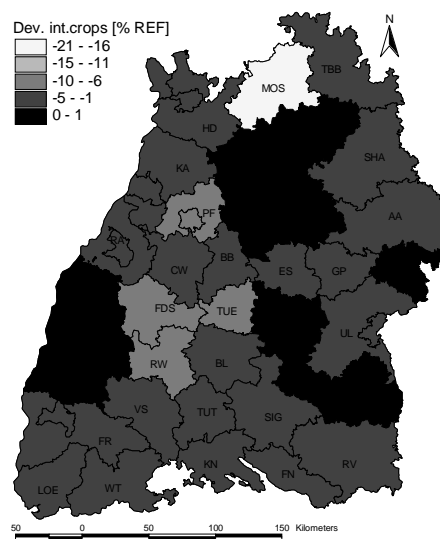 Dev. int.crops [% REF]
-21 - -16
-15 - -11
-10 - -6
-5 - -1
0 - 1
N
TBB
MOS
HD
SHA
KA
PF
AA
RA
BB
CW
ES
GP
FDS
TUE
UL
RW
BL
VS
TUT
SIG
FR
KN
FN
RV
LOE
WT
50 0 50 100 150 Kilometers